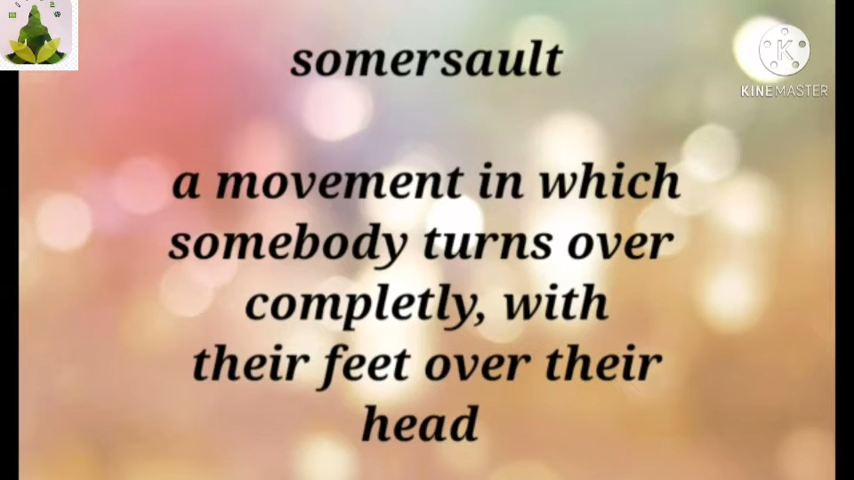 somersault
KINEMASTER
a movement in which
somebody turns over
completly, with
their feet over their
head